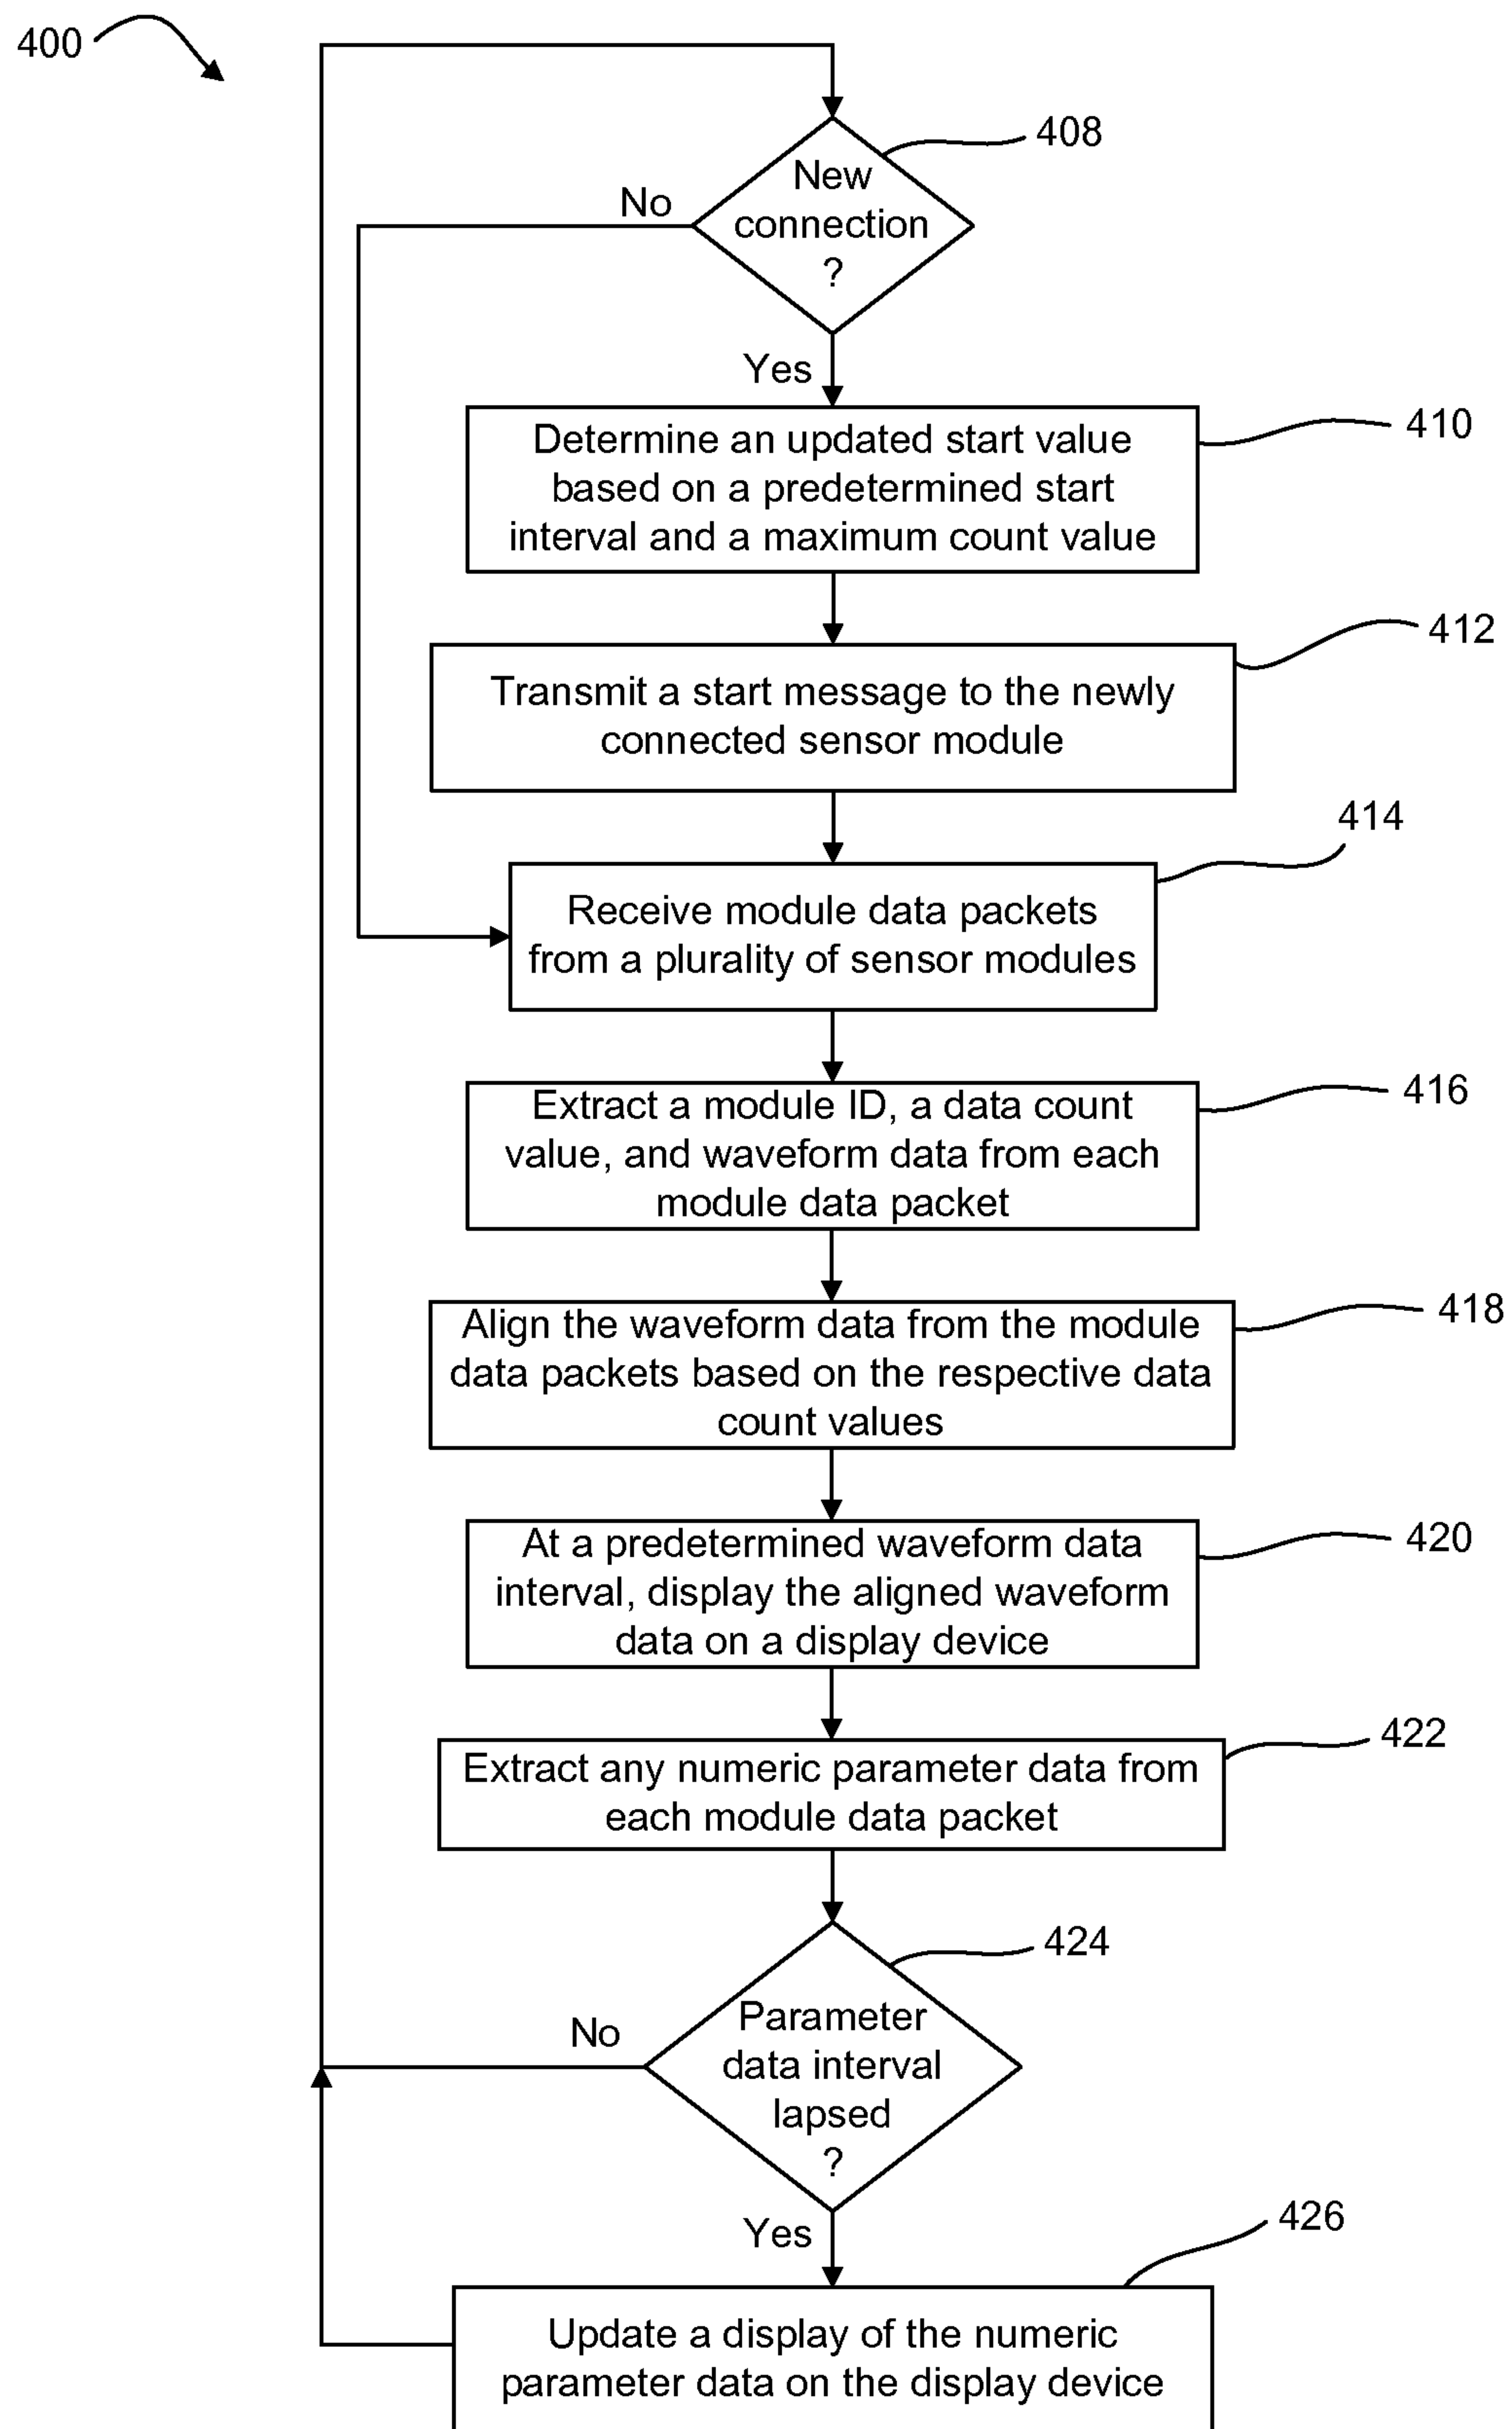 400
408
New
connection
?
No
Yes
410
Determine an updated start value
based on a predetermined start
interval and a maximum count value
412
Transmit a start message to the newly
connected sensor module
414
Receive module data packets
from a plurality of sensor modules
416
Extract a module ID, a data count
value, and waveform data from each
module data packet
418
Align the waveform data from the module
data packets based on the respective data
count values
420
At a predetermined waveform data
interval, display the aligned waveform
data on a display device
422
Extract any numeric parameter data from
each module data packet
424
Parameter
data interval
lapsed
?
No
Yes
426
Update a display of the numeric
parameter data on the display device